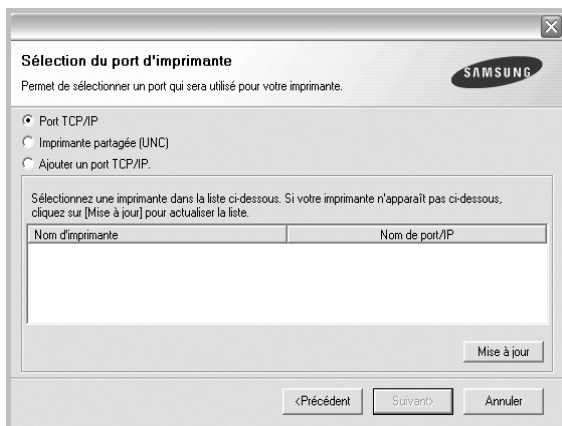 Sélection du port d'imprimante
Permet de sélectionner un port qui sera utilisé pour votre imprimante.
SAMSUNG
Port TCP/IP
Imprimante partagée (UNC)
Ajouter un port TCP/IP.
Sélectionnez une imprimante dans la liste ci-dessous. Si votre imprimante n'apparaît pas ci-dessous,
cliquez sur [Mise à jour] pour actualiser la liste.
Nom d'imprimante Nom de port/IP
Mise à jour
<Précédent Suivant> Annuler